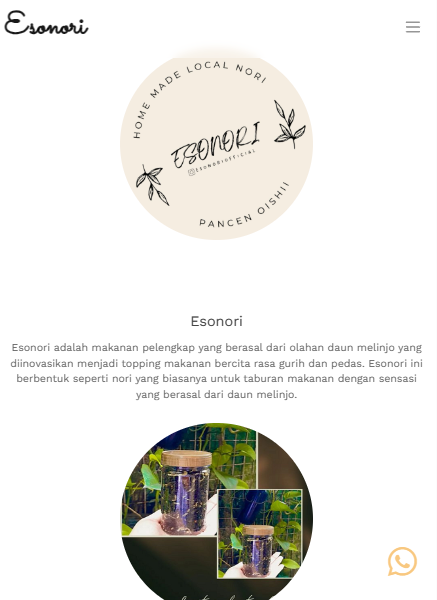 Esonori
HOME MADE LOCAL NORI
ESONORI
@ESONORIOFFICIAL
PANCEN OISHII
Esonori
Esonori adalah makanan pelengkap yang berasal dari olahan daun melinjo yang
diinovasikan menjadi topping makanan bercita rasa gurih dan pedas. Esonori ini
berbentuk seperti nori yang biasanya untuk taburan makanan dengan sensasi
yang berasal dari daun melinjo.